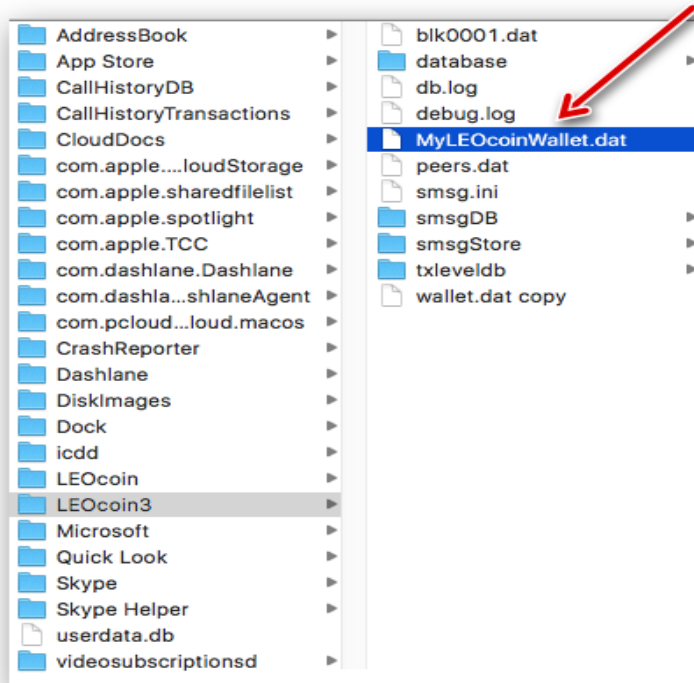 AddressBook
App Store
CallHistoryDB
CallHistoryTransactions
CloudDocs
com.apple....loudStorage
com.apple.sharedfilelist
com.apple.spotlight
com.apple.TCC
com.dashlane.Dashlane
com.dashla...shlaneAgent
com.pcloud...loud.macos
CrashReporter
Dashlane
DiskImages
Dock
icdd
LEOcoin
LEOcoin3
Microsoft
Quick Look
Skype
Skype Helper
userdata.db
videosubscriptionsd
blk0001.dat
database
db.log
debug.log
MyLEOcoinWallet.dat
peers.dat
smsg.ini
smsgDB
smsgStore
txleveldb
wallet.dat copy